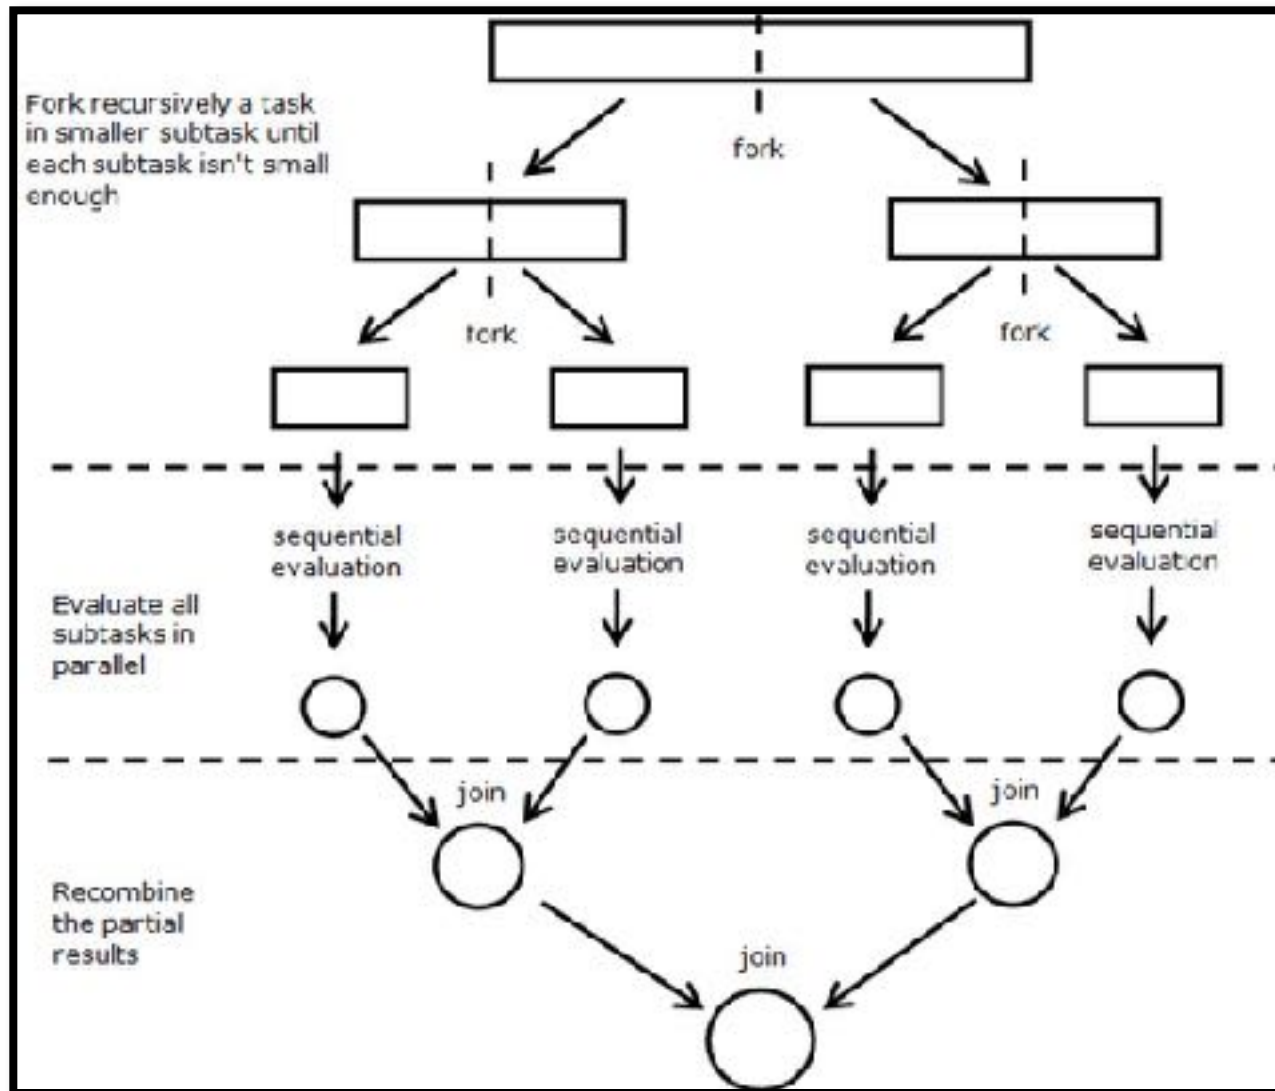 Fork recursively a task
in smaller subtask until
each subtask isn't small
enough
fork
fork
fork
sequential
evaluation
sequential
evaluation
sequential
evaluation
sequential
evaluation
Evaluate all
subtasks in
parallel
join
join
Recombine
the partial
results
join